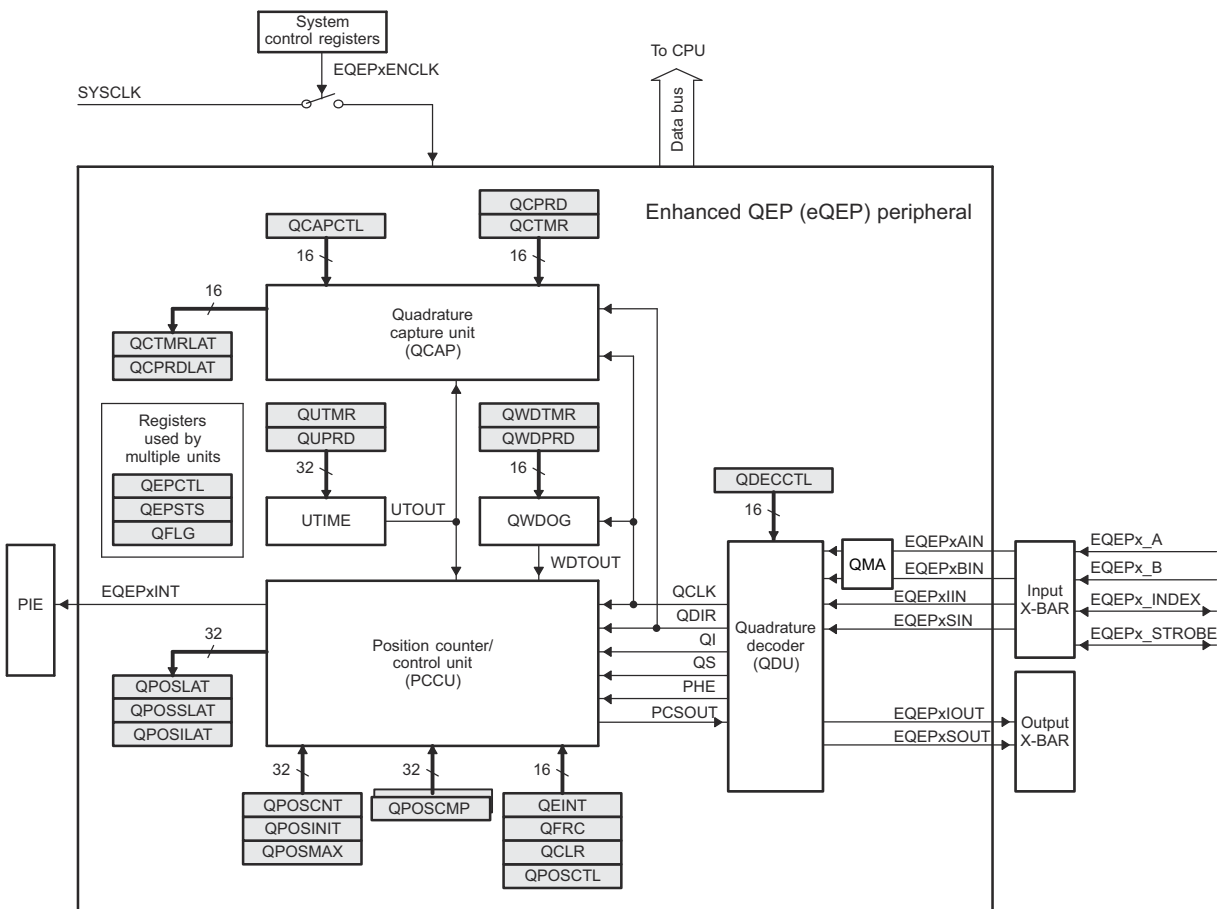 System
control registers
To CPU
EQEPxENCLK
SYSCLK
Data bus
Enhanced QEP (eQEP) peripheral
QCPRD
QCAPCTL
QCTMR
16
16
16
Quadrature
capture unit
(QCAP)
QCTMRLAT
QCPRDLAT
Registers
used by
multiple units
QEPCTL
QEPSTS
QFLG
QUTMR
QUPRD
32
QWDTMR
QWDPRD
16
UTIME
UTOUT
QWDOG
WDTOUT
QDECCTL
16
EQEPxAIN
EQEPxBIN
EQEPxIIN
EQEPxSIN
QMA
Input
X-BAR
EQEPx_A
EQEPx_B
EQEPx_INDEX
EQEPx_STROBE
PIE
EQEPxINT
32
QPOSLAT
QPOSSLAT
QPOSILAT
Position counter/
control unit
(PCCU)
QCLK
QDIR
QI
QS
PHE
PCSOUT
Quadrature
decoder
(QDU)
EQEPxIOUT
EQEPxSOUT
Output
X-BAR
32
32
16
QPOSCNT
QPOSINIT
QPOSMAX
QPOSCMP
QEINT
QFRC
QCLR
QPOSCTL